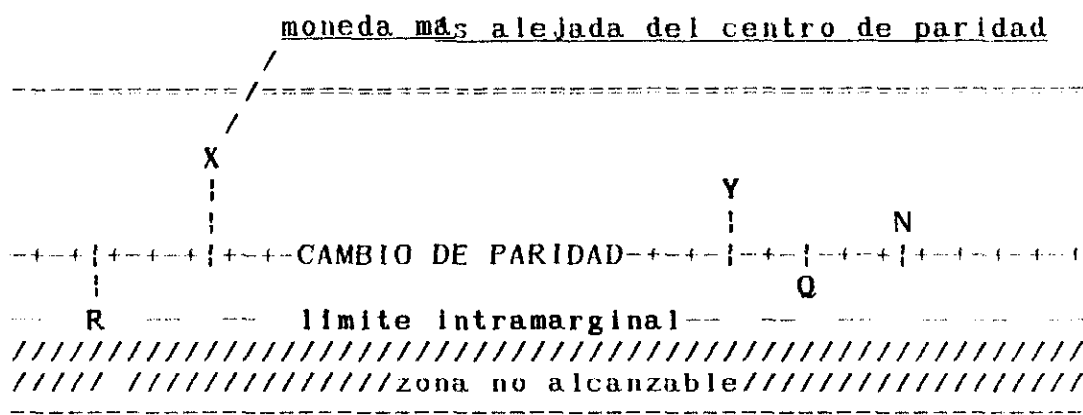 moneda más alejada del centro de paridad
X
Y
N
CAMBIO DE PARIDAD
Q
R límite intramarginal
zona no alcanzable